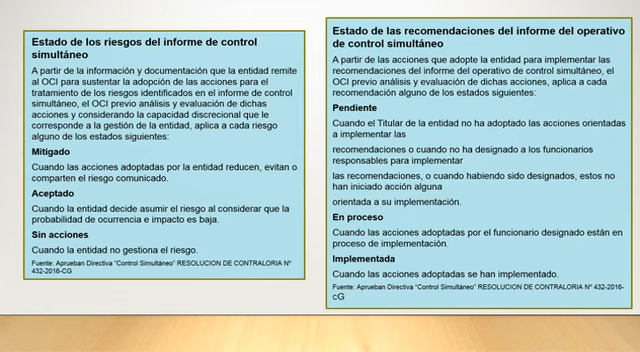 Estado de los riesgos del informe de control
simultáneo
A partir de la información y documentación que la entidad remite
al OCI para sustentar la adopción de las acciones para el
tratamiento de los riesgos identificados en el informe de control
simultáneo, el OCI previo análisis y evaluación de dichas
acciones y considerando la capacidad discrecional que le
corresponde a la gestión de la entidad, aplica a cada riesgo
alguno de los estados siguientes:
Mitigado
Cuando las acciones adoptadas por la entidad reducen, evitan o
comparten el riesgo comunicado.
Aceptado
Cuando la entidad decide asumir el riesgo al considerar que la
probabilidad de ocurrencia e impacto es baja.
Sin acciones
Cuando la entidad no gestiona el riesgo.
Fuente: Aprueban Directiva "Control Simultáneo" RESOLUCION DE CONTRALORIA Nº
432-2016-CG
Estado de las recomendaciones del informe del operativo
de control simultáneo
A partir de las acciones que adopte la entidad para implementar las
recomendaciones del informe del operativo de control simultáneo, el
OCI previo análisis y evaluación de dichas acciones, aplica a cada
recomendación alguno de los estados siguientes:
Pendiente
Cuando el Titular de la entidad no ha adoptado las acciones orientadas
a implementar las
recomendaciones o cuando no ha designado a los funcionarios
responsables para implementar
las recomendaciones, o cuando habiendo sido designados, estos no
han iniciado acción alguna
orientada a su implementación.
En proceso
Cuando las acciones adoptadas por el funcionario designado están en
proceso de implementación.
Implementada
Cuando las acciones adoptadas se han implementado.
Fuente: Aprueban Directiva "Control Simultáneo" RESOLUCION DE CONTRALORIA Nº 432-2016-
cG